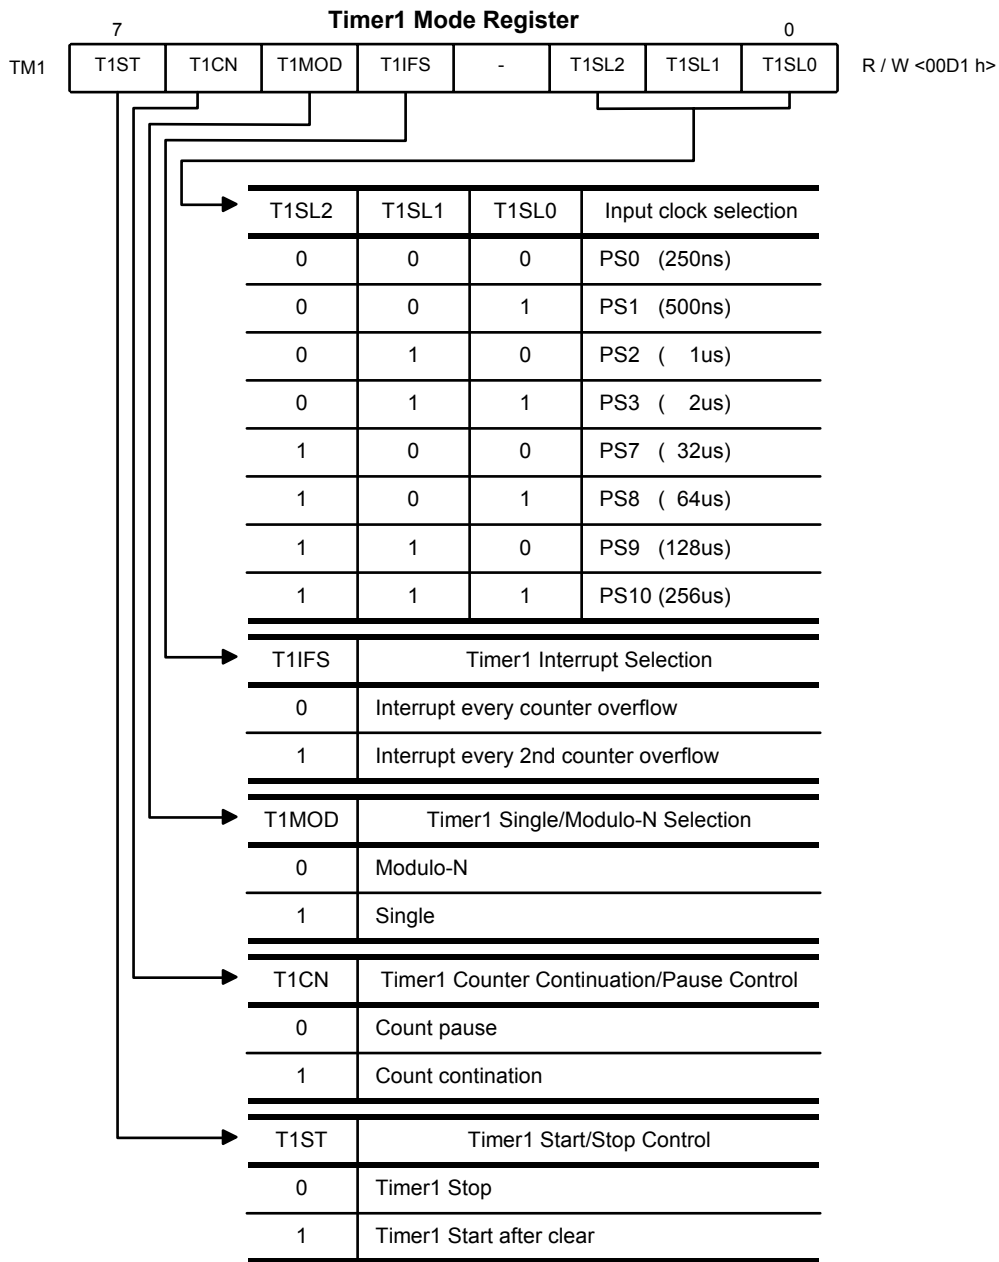 Timer1 Mode Register
7 0
TM1 T1ST T1CN T1MOD T1IFS - T1SL2 T1SL1 T1SL0 R / W <00D1 h>
T1SL2 T1SL1 T1SL0 Input clock selection
0 0 0 PS0 (250ns)
0 0 1 PS1 (500ns)
0 1 0 PS2 ( 1us)
0 1 1 PS3 ( 2us)
1 0 0 PS7 ( 32us)
1 0 1 PS8 ( 64us)
1 1 0 PS9 (128us)
1 1 1 PS10 (256us)
T1IFS Timer1 Interrupt Selection
0 Interrupt every counter overflow
1 Interrupt every 2nd counter overflow
T1MOD Timer1 Single/Modulo-N Selection
0 Modulo-N
1 Single
T1CN Timer1 Counter Continuation/Pause Control
0 Count pause
1 Count contination
T1ST Timer1 Start/Stop Control
0 Timer1 Stop
1 Timer1 Start after clear